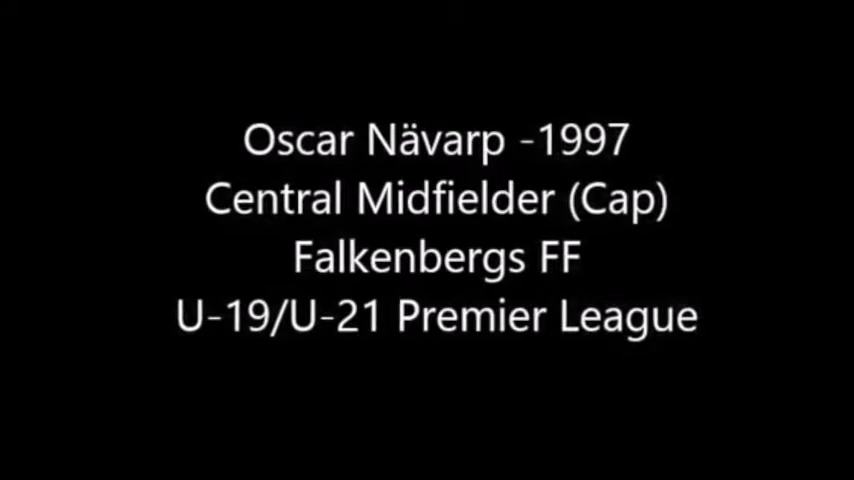 Oscar Nävarp -1997
Central Midfielder (Cap)
Falkenbergs FF
U-19/U-21 Premier League